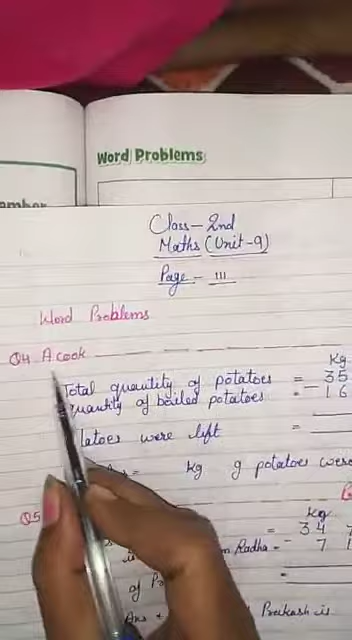 Word Problems
Class - 2nd
Maths (Unit-9)
Page - 111
Word Problems
Q4 A cook
Kg
Total quantity of potatoes = 35
Quantity of boiled potatoes = - 16
were left =
= kg g potatoes were
Q5
Kg
= 34
Radha = - 7
of
Ans Prakash is